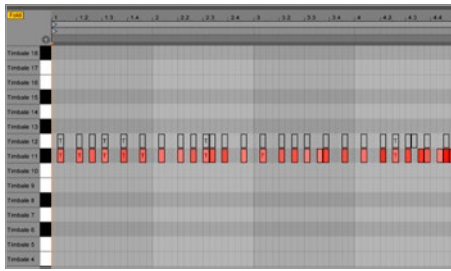 Fold
1 1.2 1.3 1.4 2 2.2 2.3 2.4 3 3.2 3.3 3.4 4 4.2 4.3 4.4
Timbale 18
Timbale 17
Timbale 16
Timbale 15
Timbale 14
Timbale 13
Timbale 12
Timbale 11
Timbale 10
Timbale 9
Timbale 8
Timbale 7
Timbale 6
Timbale 5
Timbale 4